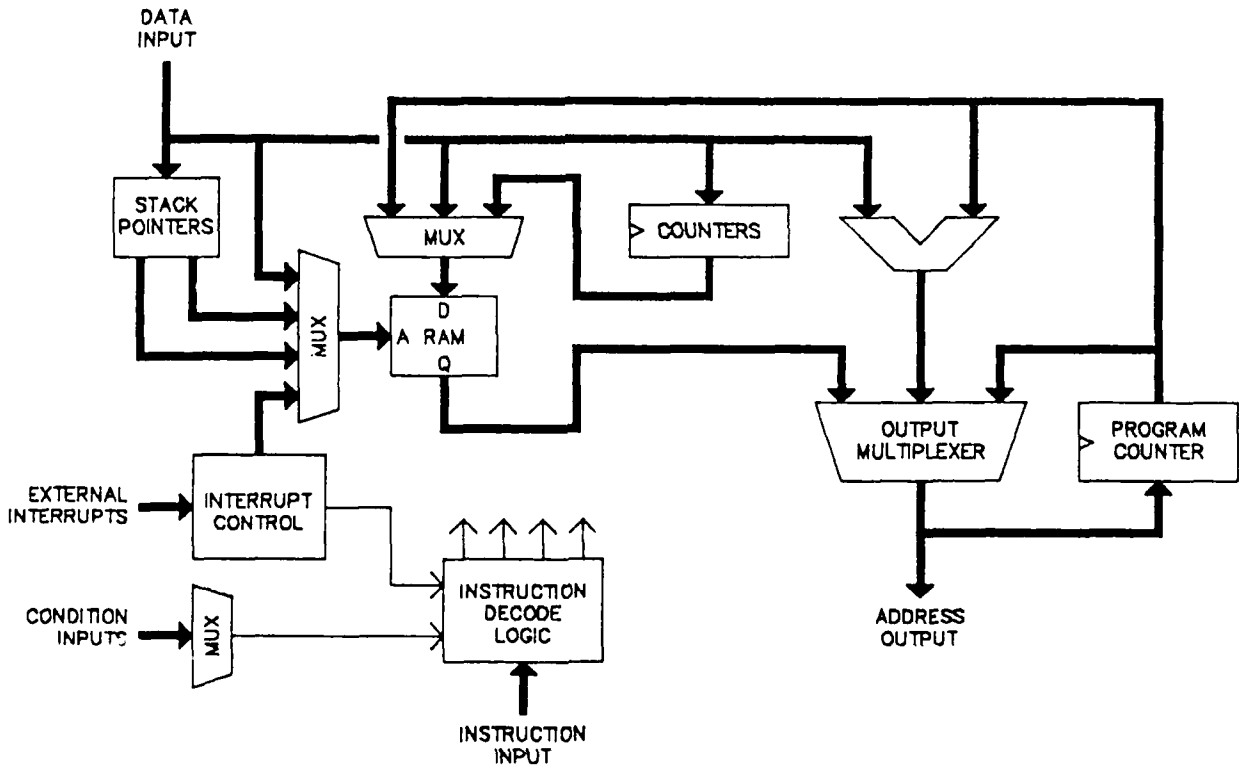 DATA
INPUT
STACK
POINTERS
MUX
COUNTERS
MUX
D
A RAM
Q
OUTPUT
MULTIPLEXER
PROGRAM
COUNTER
EXTERNAL
INTERRUPTS
INTERRUPT
CONTROL
INSTRUCTION
DECODE
LOGIC
CONDITION
INPUTS
MUX
ADDRESS
OUTPUT
INSTRUCTION
INPUT